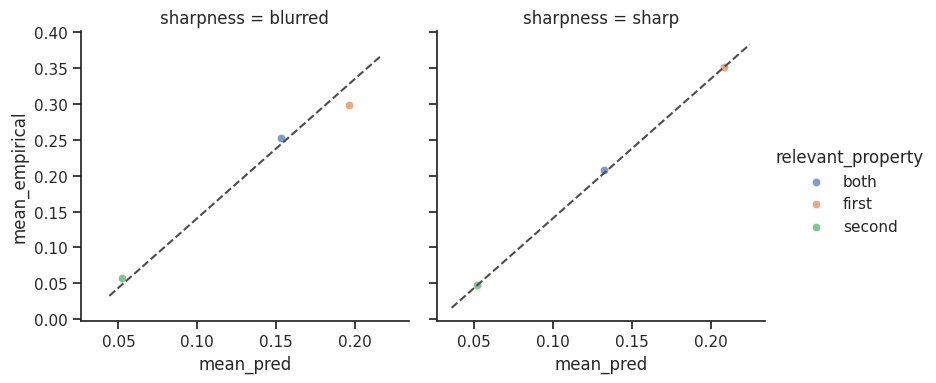 sharpness = blurred
sharpness = sharp
0.40
0.35
0.30
0.25
0.20
0.15
0.10
0.05
0.00
mean_empirical
0.05
0.10
0.15
0.20
mean_pred
0.05
0.10
0.15
0.20
mean_pred
relevant_property
both
first
second